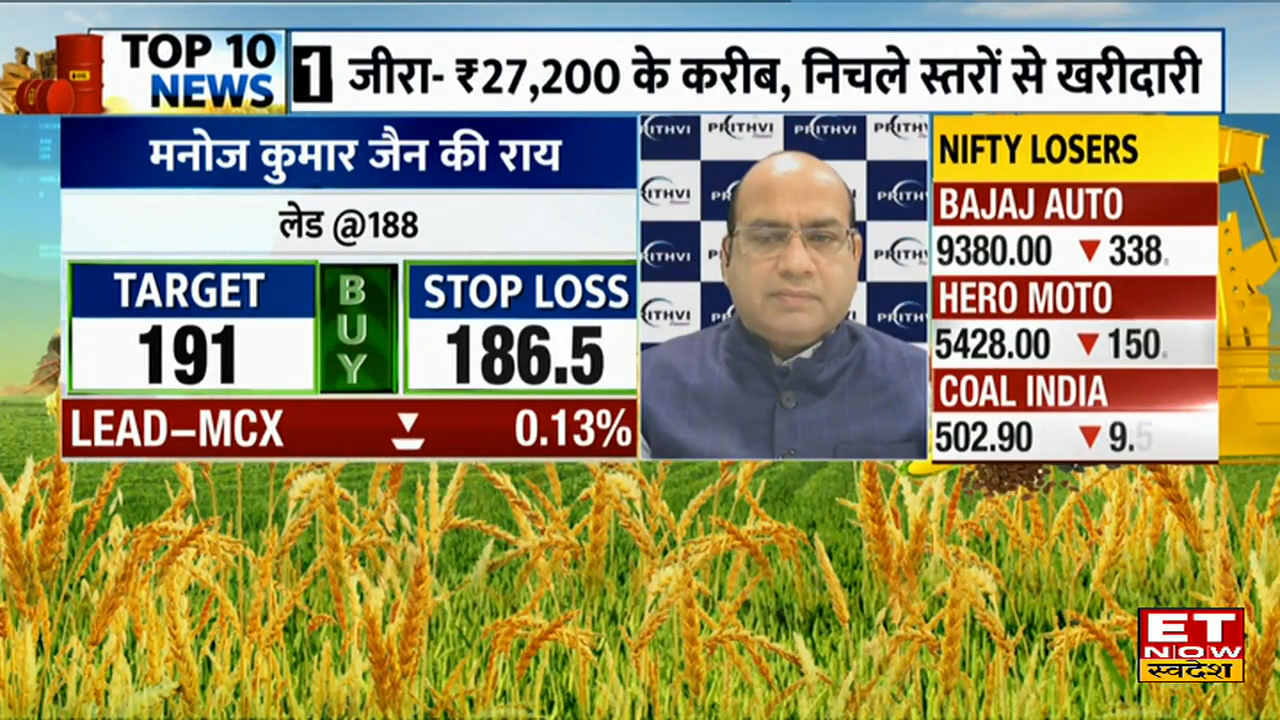 TOP 10
NEWS
1 जीरा- ₹27,200 के करीब, निचले स्तरों से खरीदारी
मनोज कुमार जैन की राय
लेड @188
TARGET
191
BUY
STOP LOSS
186.5
LEAD-MCX ▼ 0.13%
PRITHVI
PRITHVI
NIFTY LOSERS
BAJAJ AUTO
9380.00 ▼ 338.
HERO MOTO
5428.00 ▼ 150.
COAL INDIA
502.90 ▼ 9.5
ET
NOW
स्वदेश